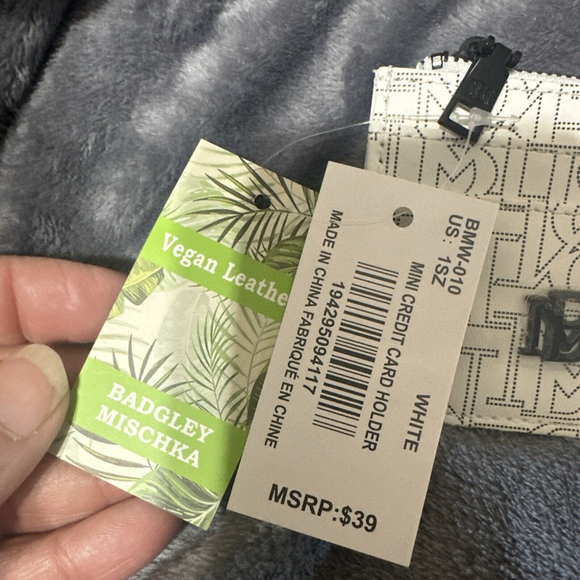 Vegan Leathe
BADGLEY
MISCHKA
BMW-010
US: 1SZ
WHITE
MINI CREDIT CARD HOLDER
194295094117
MADE IN CHINA FABRIQUÉ EN CHINE
MSRP:$39